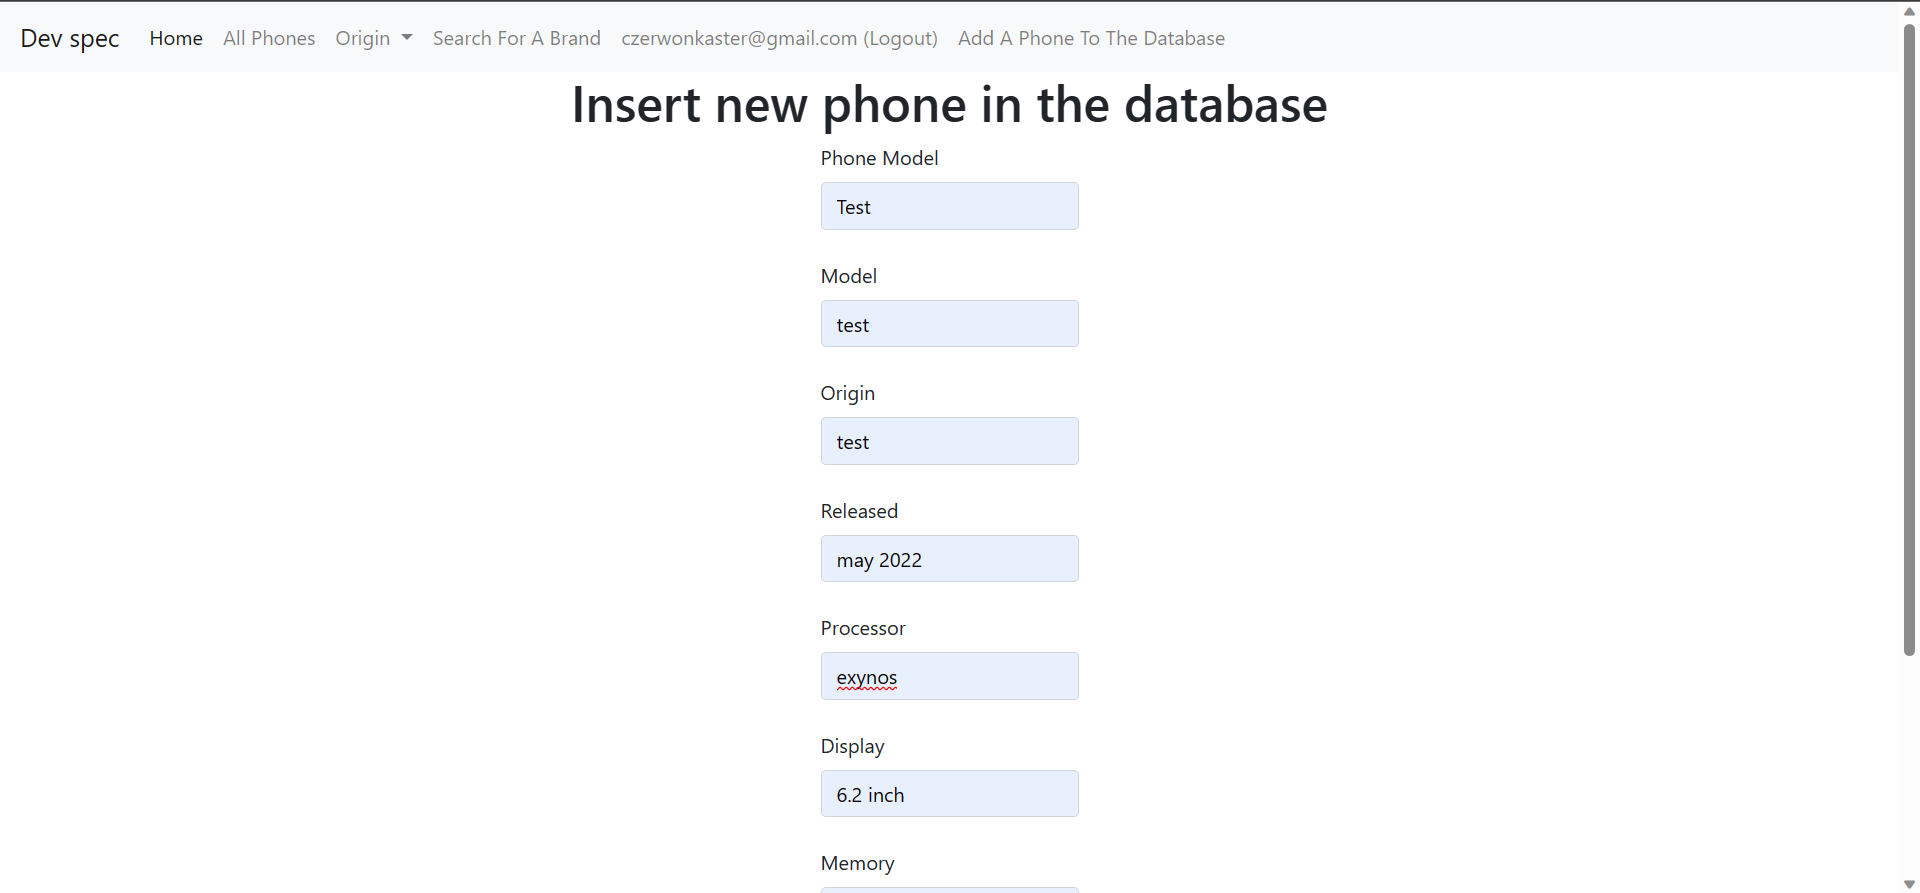 Dev spec Home All Phones Origin Search For A Brand czerwonkaster@gmail.com (Logout) Add A Phone To The Database
Insert new phone in the database
Phone Model
Test
Model
test
Origin
test
Released
may 2022
Processor
exynos
Display
6.2 inch
Memory